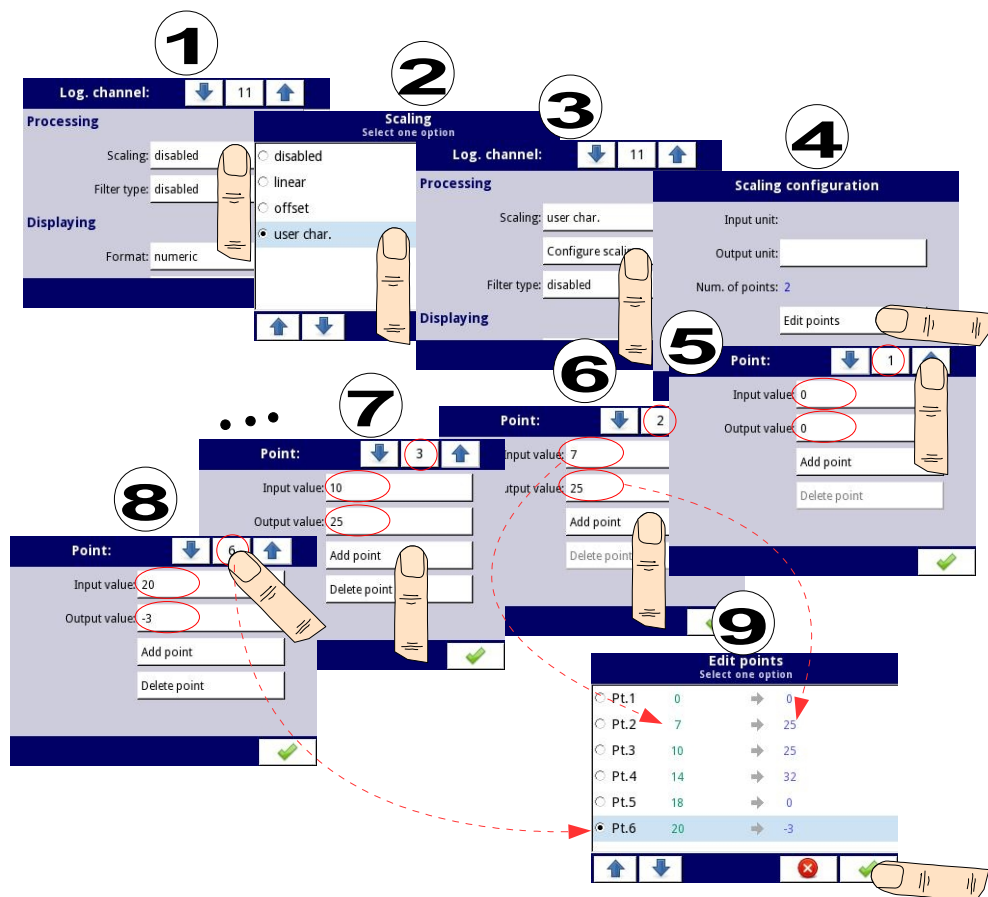 1
Log. channel: 11
Processing
Scaling: disabled
Filter type: disabled
Displaying
Format: numeric
2
Scaling
Select one option
disabled
linear
offset
user char.
3
Log. channel: 11
Processing
Scaling: user char.
Configure scaling
Filter type: disabled
Displaying
4
Scaling configuration
Input unit:
Output unit:
Num. of points: 2
Edit points
5
Point: 1
Input value: 0
Output value: 0
Add point
Delete point
6
Point: 2
Input value: 7
utput value: 25
Add point
Delete point
...
7
Point: 3
Input value: 10
Output value: 25
Add point
Delete point
8
Point: 6
Input value: 20
Output value: -3
Add point
Delete point
9
Edit points
Select one option
Pt.1 0 0
Pt.2 7 25
Pt.3 10 25
Pt.4 14 32
Pt.5 18 0
Pt.6 20 -3